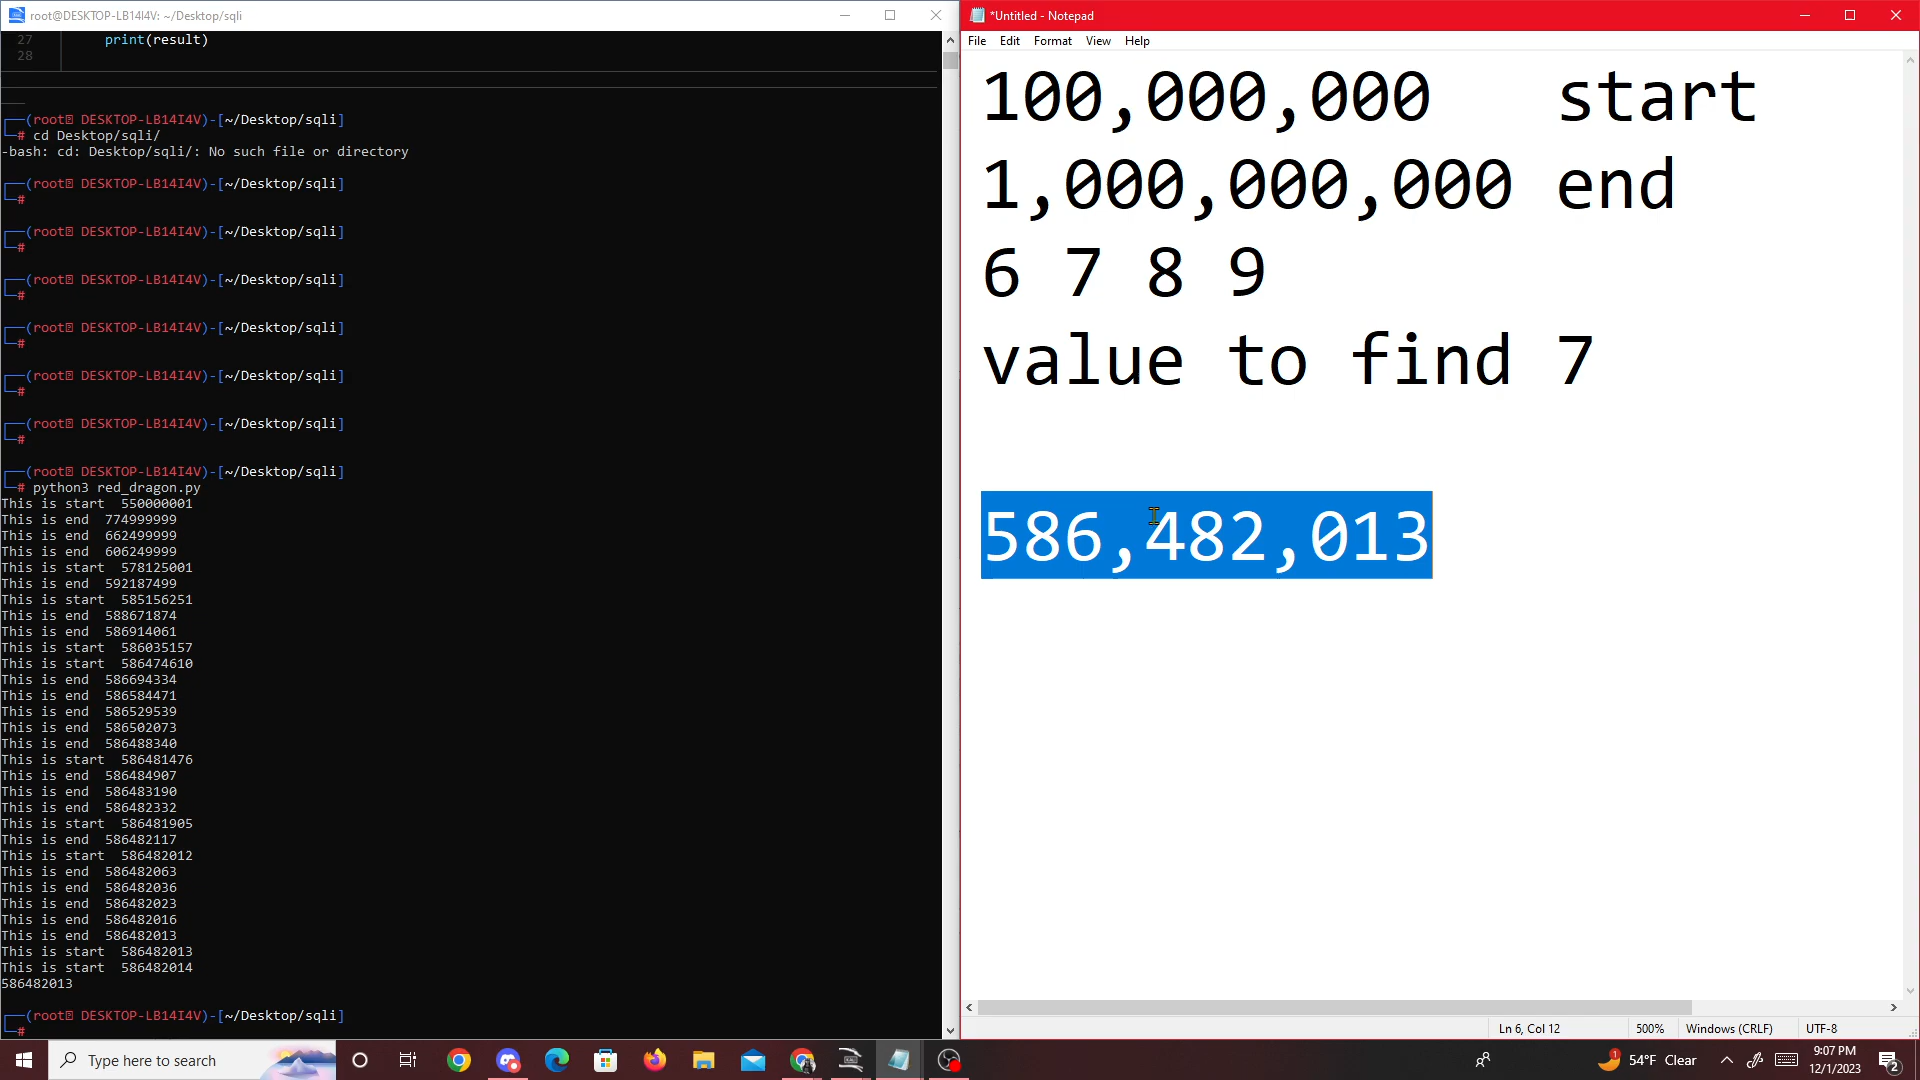 root@DESKTOP-LB14I4V: ~/Desktop/sqli
27 print(result)
28
(root DESKTOP-LB14I4V)-[~/Desktop/sqli]
# cd Desktop/sqli/
-bash: cd: Desktop/sqli/: No such file or directory
(root DESKTOP-LB14I4V)-[~/Desktop/sqli]
#
(root DESKTOP-LB14I4V)-[~/Desktop/sqli]
#
(root DESKTOP-LB14I4V)-[~/Desktop/sqli]
#
(root DESKTOP-LB14I4V)-[~/Desktop/sqli]
#
(root DESKTOP-LB14I4V)-[~/Desktop/sqli]
#
(root DESKTOP-LB14I4V)-[~/Desktop/sqli]
#
(root DESKTOP-LB14I4V)-[~/Desktop/sqli]
# python3 red_dragon.py
This is start  550000001
This is end  774999999
This is end  662499999
This is end  606249999
This is start  578125001
This is end  592187499
This is start  585156251
This is end  588671874
This is end  586914061
This is start  586035157
This is start  586474610
This is end  586694334
This is end  586584471
This is end  586529539
This is end  586502073
This is end  586488340
This is start  586481476
This is end  586484907
This is end  586483190
This is end  586482332
This is start  586481905
This is end  586482117
This is start  586482012
This is end  586482063
This is end  586482036
This is end  586482023
This is end  586482016
This is end  586482013
This is start  586482013
This is start  586482014
586482013
(root DESKTOP-LB14I4V)-[~/Desktop/sqli]
#
*Untitled - Notepad
File Edit Format View Help
100,000,000 start
1,000,000,000 end
6 7 8 9
value to find 7
586,482,013
Ln 6, Col 12 500% Windows (CRLF) UTF-8
Type here to search
1
54°F Clear
9:07 PM
12/1/2023
2